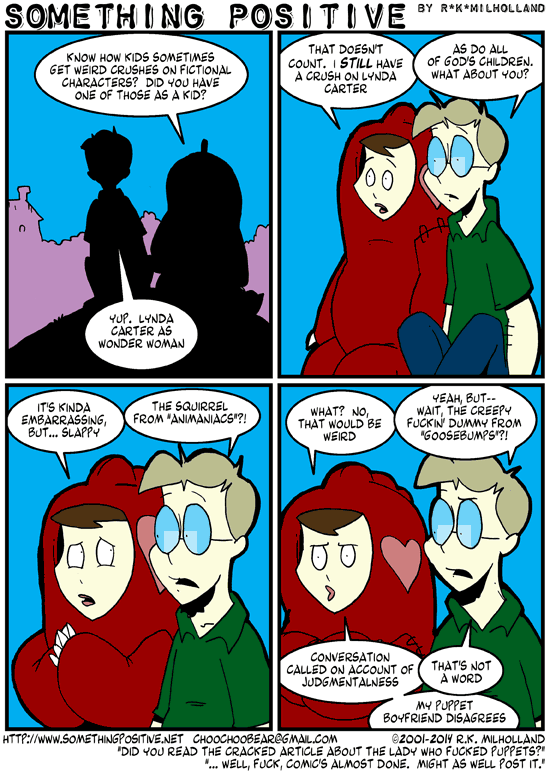 SOMETHING POSITIVE BY R*K*MILHOLLAND
KNOW HOW KIDS SOMETIMES
GET WEIRD CRUSHES ON FICTIONAL
CHARACTERS? DID YOU HAVE
ONE OF THOSE AS A KID?
YUP. LYNDA
CARTER AS
WONDER WOMAN
THAT DOESN'T
COUNT. I STILL HAVE
A CRUSH ON LYNDA
CARTER
AS DO ALL
OF GOD'S CHILDREN.
WHAT ABOUT YOU?
IT'S KINDA
EMBARRASSING,
BUT... SLAPPY
THE SQUIRREL
FROM "ANIMANIACS"?!
WHAT? NO,
THAT WOULD BE
WEIRD
YEAH, BUT--
WAIT, THE CREEPY
FUCKIN' DUMMY FROM
"GOOSEBUMPS"?!
CONVERSATION
CALLED ON ACCOUNT OF
JUDGMENTALNESS
THAT'S NOT
A WORD
MY PUPPET
BOYFRIEND DISAGREES
HTTP://WWW.SOMETHINGPOSITIVE.NET CHOOCHOOBEAR@GMAIL.COM ©2001-2014 R.K. MILHOLLAND
"DID YOU READ THE CRACKED ARTICLE ABOUT THE LADY WHO FUCKED PUPPETS?"
"... WELL, FUCK, COMIC'S ALMOST DONE. MIGHT AS WELL POST IT."